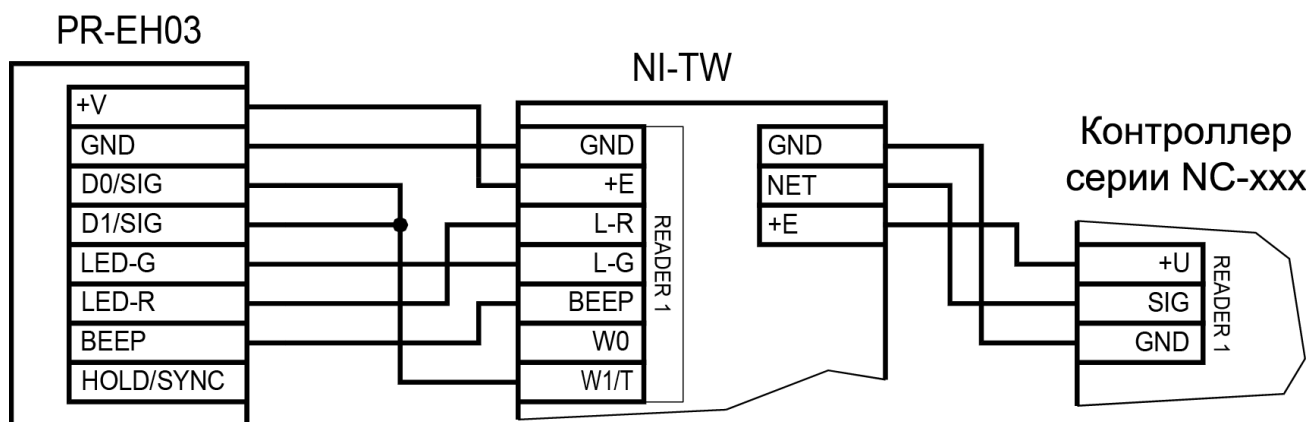 PR-EH03
+V
GND
D0/SIG
D1/SIG
LED-G
LED-R
BEEP
HOLD/SYNC
NI-TW
GND
+E
L-R
L-G
BEEP
W0
W1/T
READER 1
GND
NET
+E
Контроллер
серии NC-xxx
+U
SIG
GND
READER 1